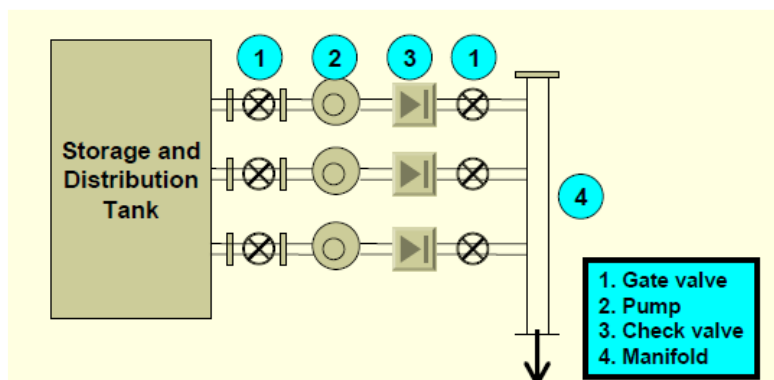 1
2
3
1
Storage and
Distribution
Tank
4
1. Gate valve
2. Pump
3. Check valve
4. Manifold